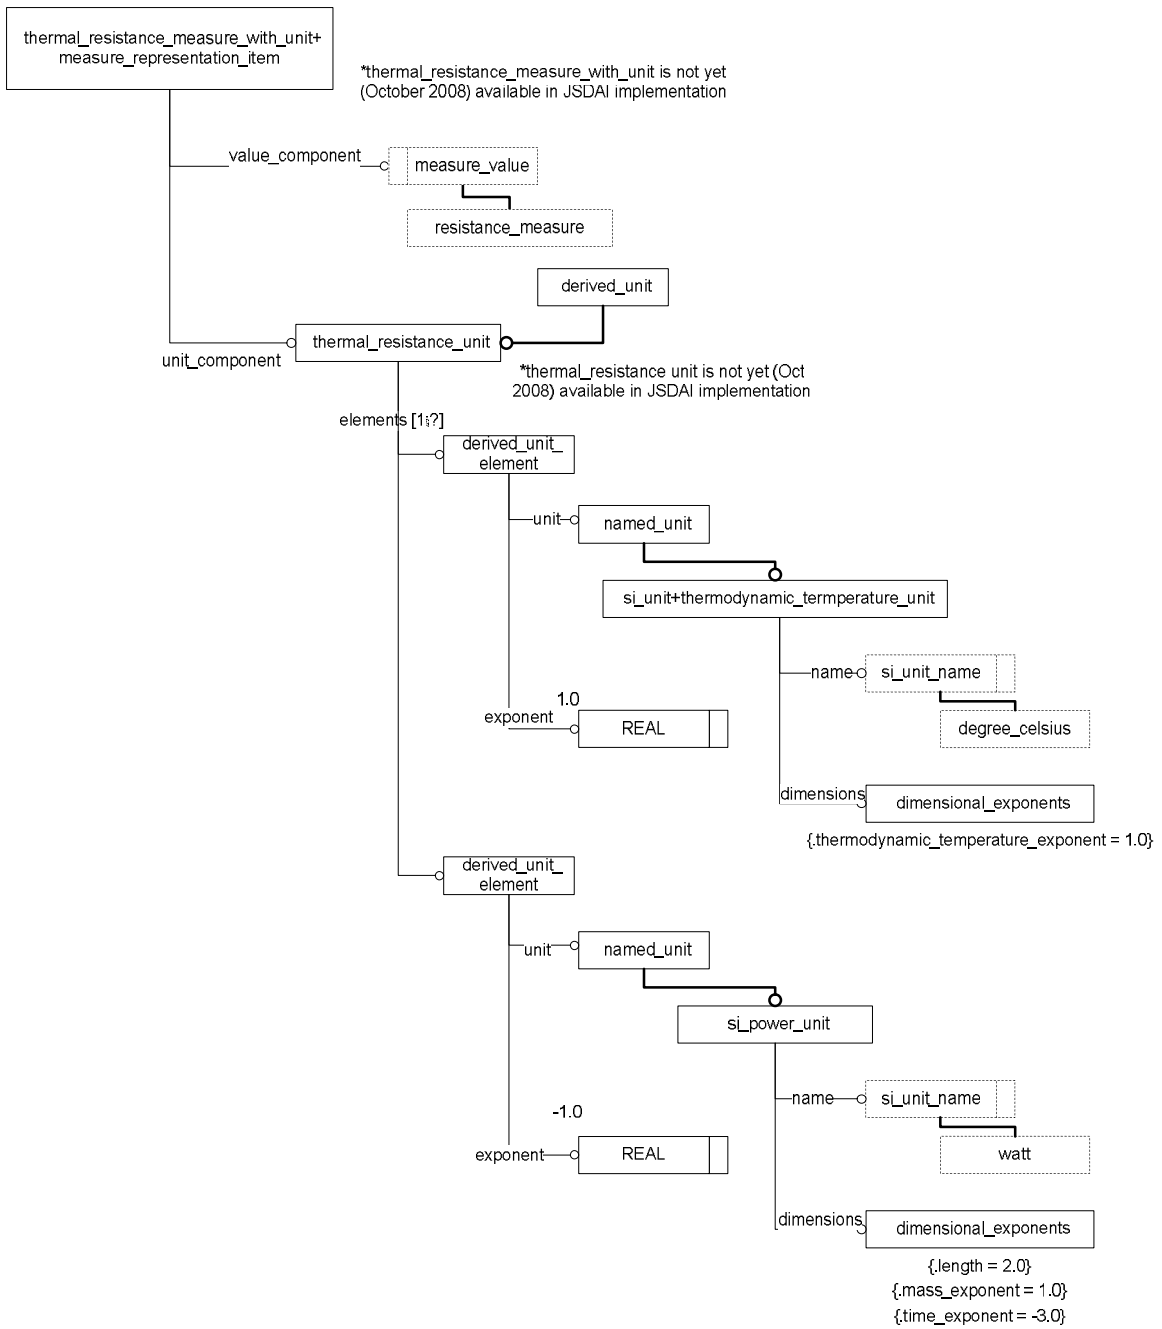 thermal_resistance_measure_with_unit+
measure_representation_item
*thermal_resistance_measure_with_unit is not yet
(October 2008) available in JSDAI implementation
value_component
measure_value
resistance_measure
derived_unit
thermal_resistance_unit
unit_component
*thermal_resistance unit is not yet (Oct
2008) available in JSDAI implementation
elements [1:?]
derived_unit_
element
unit
named_unit
si_unit+thermodynamic_termperature_unit
name
si_unit_name
degree_celsius
1.0
exponent
REAL
dimensions
dimensional_exponents
{.thermodynamic_temperature_exponent = 1.0}
derived_unit_
element
unit
named_unit
si_power_unit
name
si_unit_name
watt
-1.0
exponent
REAL
dimensions
dimensional_exponents
{.length = 2.0}
{.mass_exponent = 1.0}
{.time_exponent = -3.0}